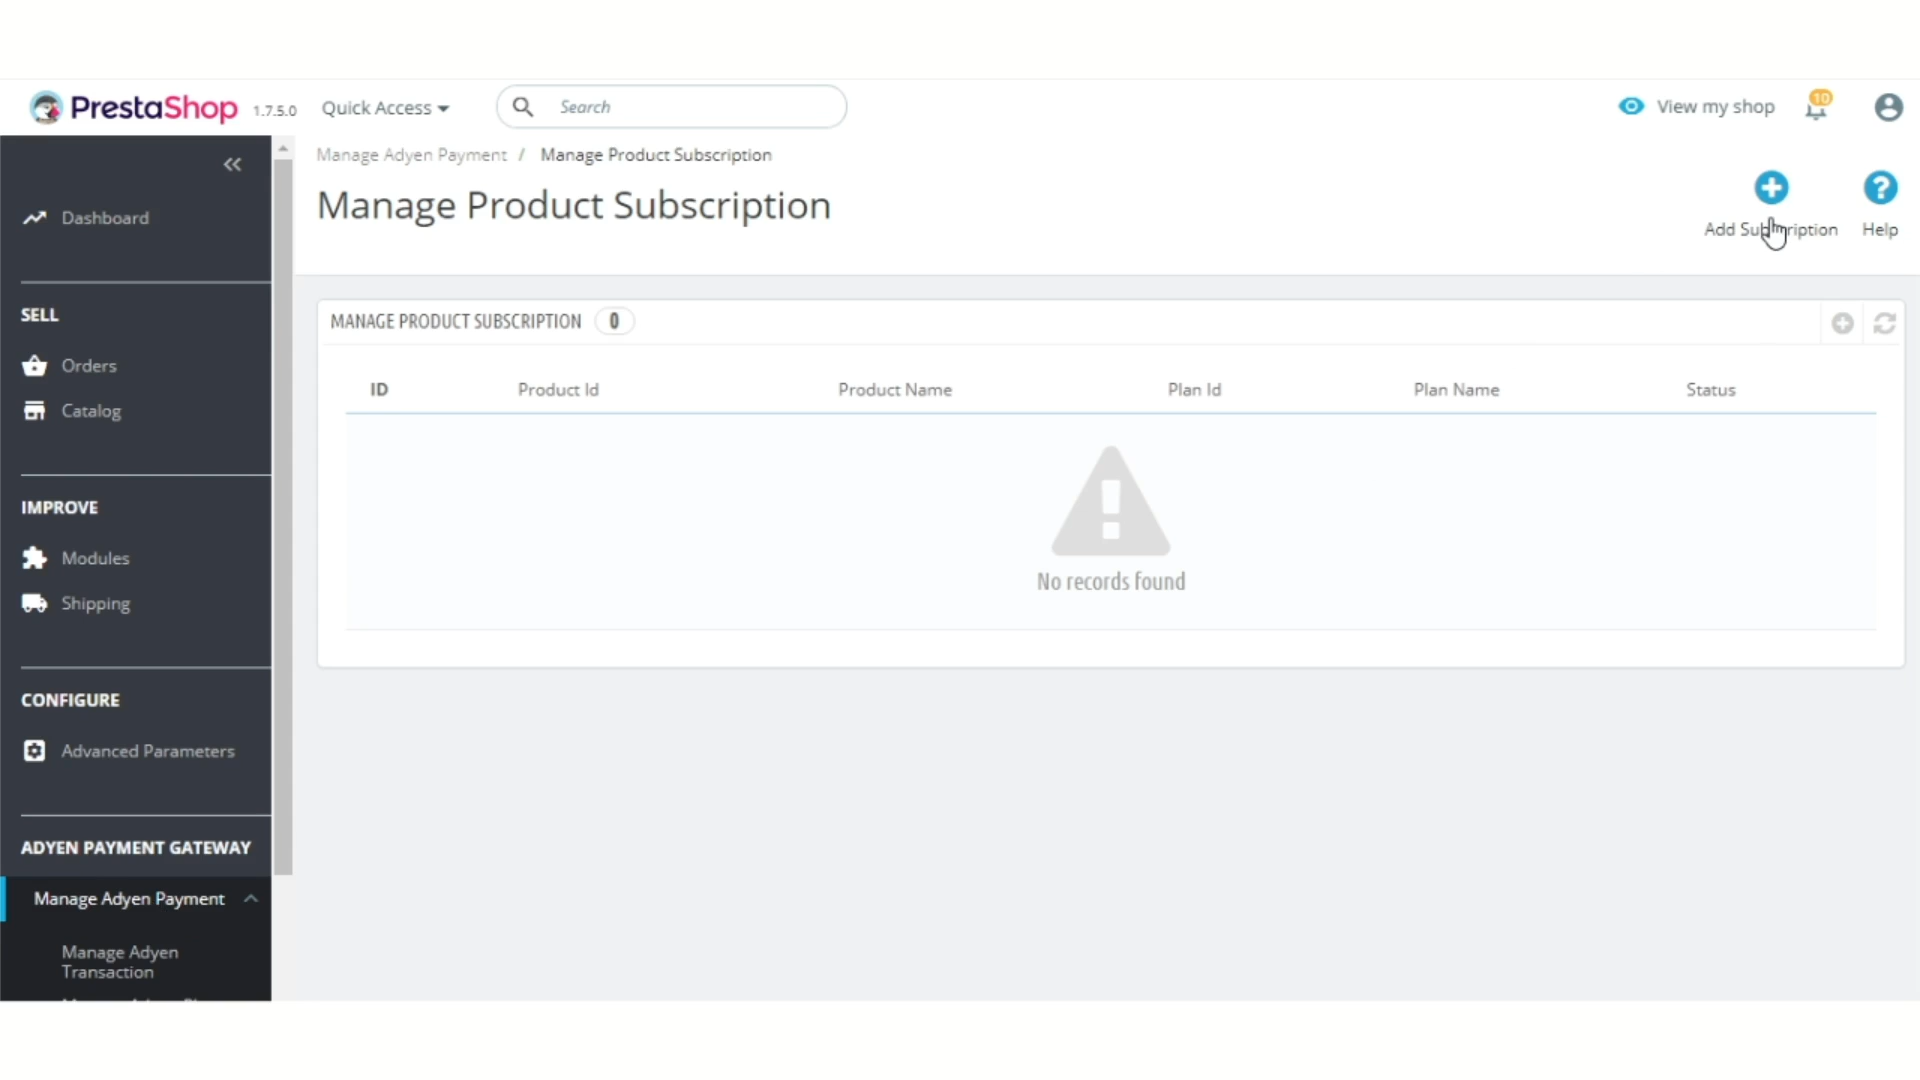 PrestaShop 1.7.5.0 Quick Access Search View my shop 10
Manage Adyen Payment / Manage Product Subscription
Manage Product Subscription
Add Subscription Help
Dashboard
SELL
Orders
Catalog
IMPROVE
Modules
Shipping
CONFIGURE
Advanced Parameters
ADYEN PAYMENT GATEWAY
Manage Adyen Payment
Manage Adyen
Transaction
MANAGE PRODUCT SUBSCRIPTION 0
ID Product Id Product Name Plan Id Plan Name Status
No records found